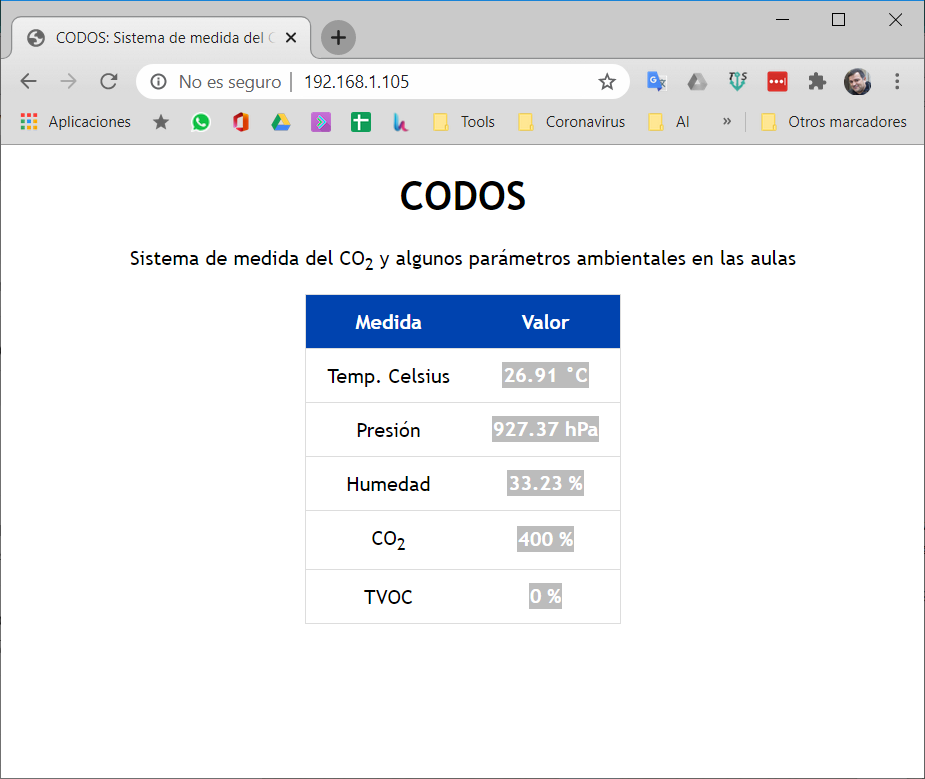 CODOS: Sistema de medida del C
No es seguro | 192.168.1.105
Aplicaciones Tools Coronavirus AI » Otros marcadores
CODOS
Sistema de medida del CO₂ y algunos parámetros ambientales en las aulas
Medida Valor
Temp. Celsius 26.91 °C
Presión 927.37 hPa
Humedad 33.23 %
CO₂ 400 %
TVOC 0 %